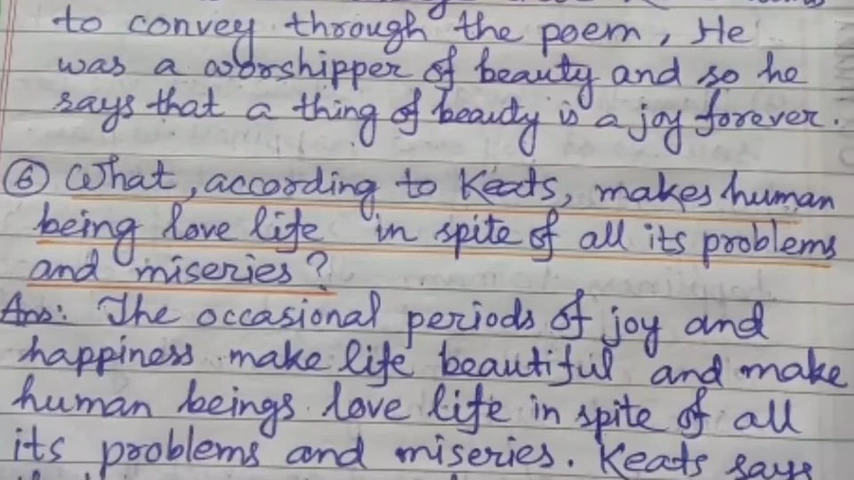 to convey through the poem, He
was a worshipper of beauty and so he
says that a thing of beauty is a joy forever.
⑥ What, according to Keats, makes human
being love life in spite of all its problems
and miseries?
Ans: The occasional periods of joy and
happiness make life beautiful and make
human beings love life in spite of all
its problems and miseries. Keats says